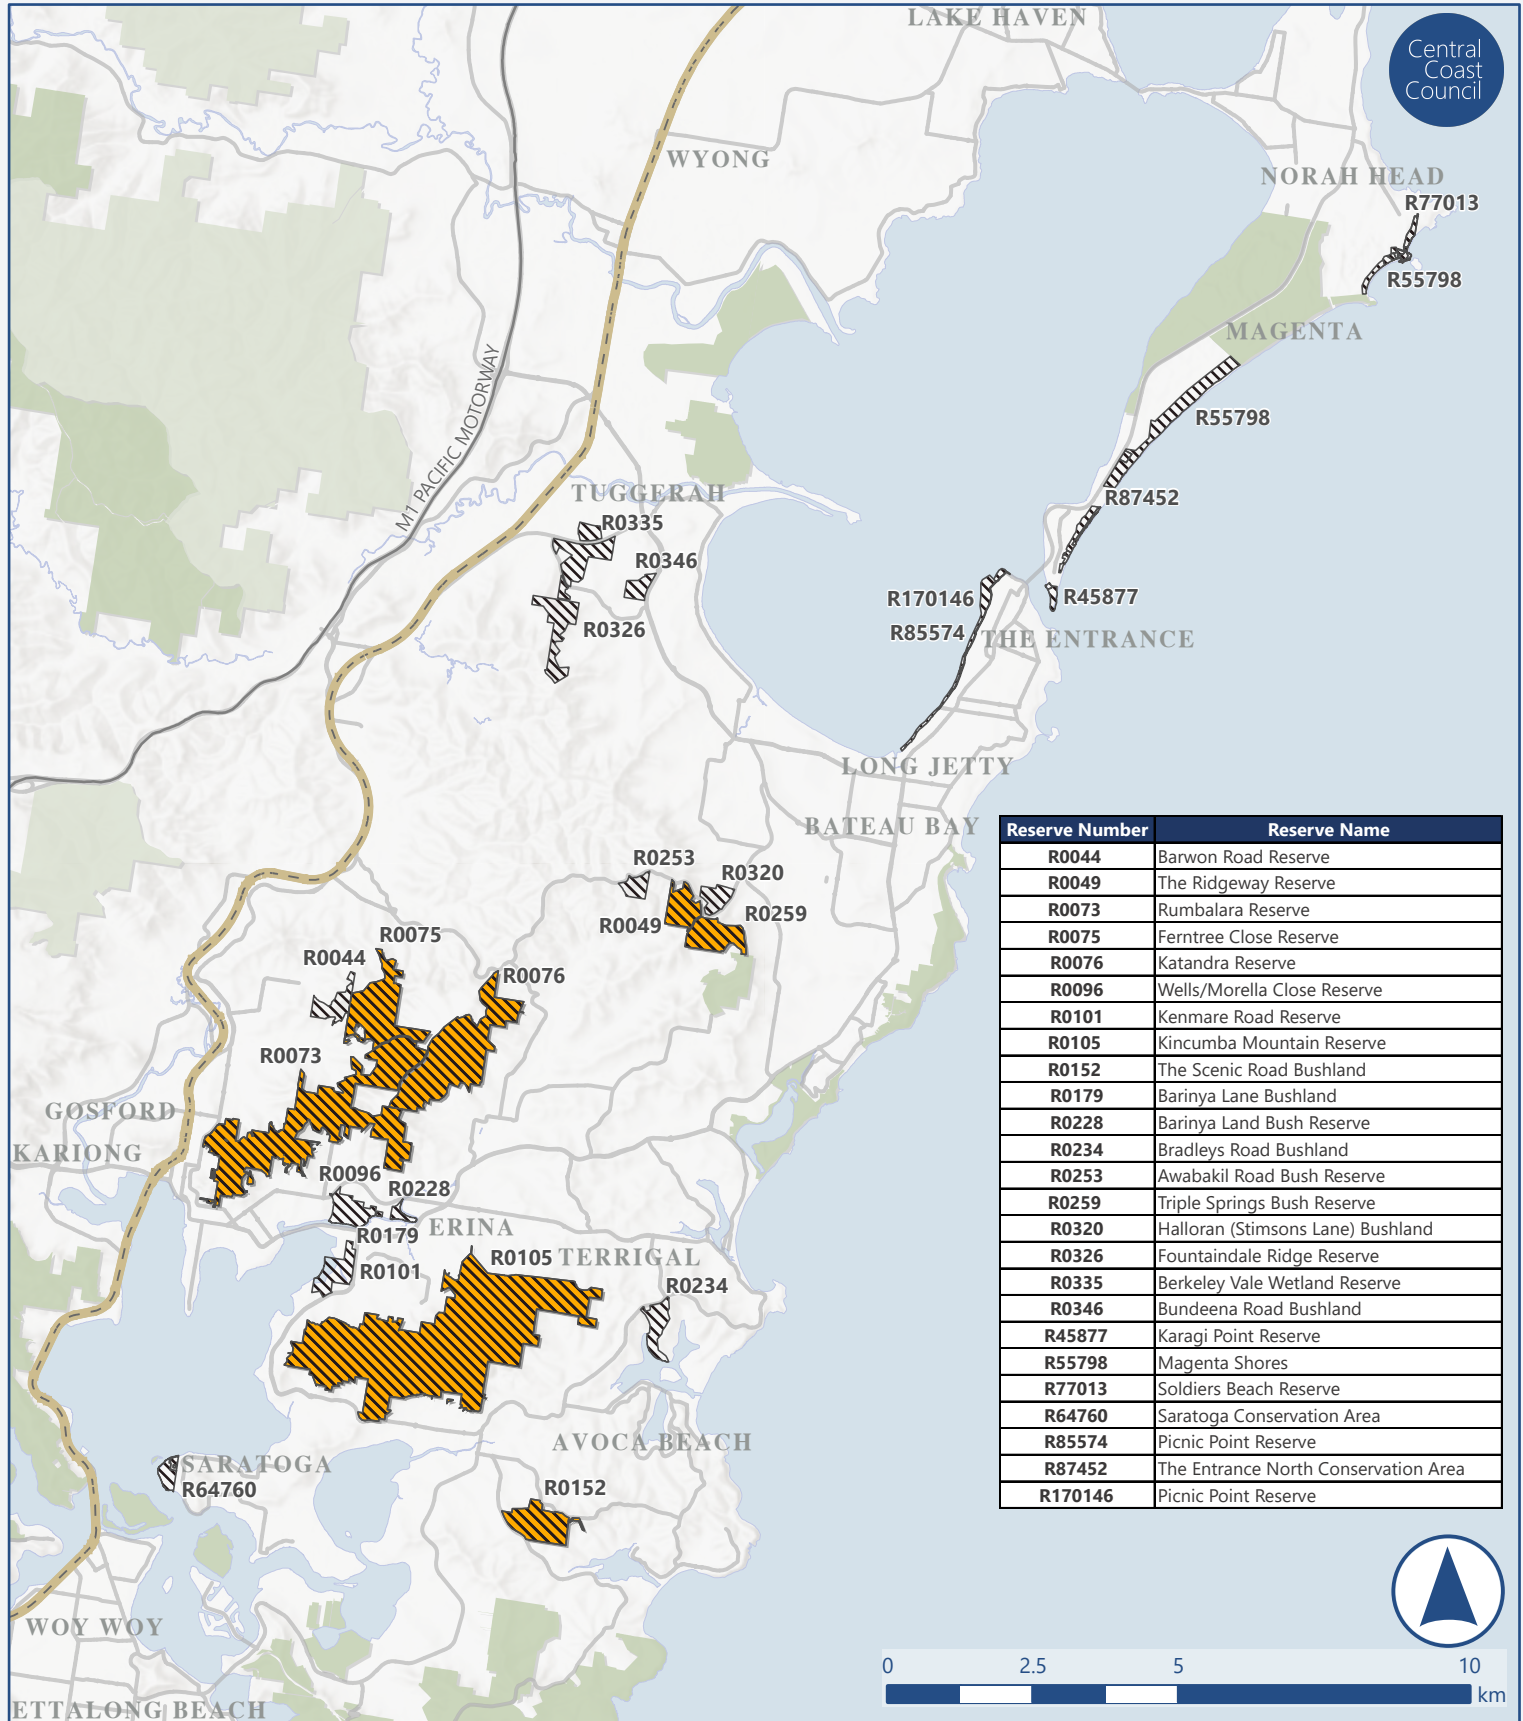 LAKE HAVEN
Central
Coast
Council
WYONG
NORAH HEAD
R77013
R55798
MAGENTA
M1 PACIFIC MOTORWAY
R55798
TUGGERAH
R87452
R0335
R0346
R170146
R45877
R0326
R85574
THE ENTRANCE
LONG JETTY
BATEAU BAY
R0253
R0320
R0049
R0259
R0075
R0044
R0076
R0073
GOSFORD
KARIONG
R0096
R0228
ERINA
R0179
R0105
TERRIGAL
R0101
R0234
AVOCA BEACH
SARATOGA
R64760
R0152
WOY WOY
ETTALONG BEACH
Reserve Number Reserve Name
R0044 Barwon Road Reserve
R0049 The Ridgeway Reserve
R0073 Rumbalara Reserve
R0075 Ferntree Close Reserve
R0076 Katandra Reserve
R0096 Wells/Morella Close Reserve
R0101 Kenmare Road Reserve
R0105 Kincumba Mountain Reserve
R0152 The Scenic Road Bushland
R0179 Barinya Lane Bushland
R0228 Barinya Land Bush Reserve
R0234 Bradleys Road Bushland
R0253 Awabakil Road Bush Reserve
R0259 Triple Springs Bush Reserve
R0320 Halloran (Stimsons Lane) Bushland
R0326 Fountaindale Ridge Reserve
R0335 Berkeley Vale Wetland Reserve
R0346 Bundeena Road Bushland
R45877 Karagi Point Reserve
R55798 Magenta Shores
R77013 Soldiers Beach Reserve
R64760 Saratoga Conservation Area
R85574 Picnic Point Reserve
R87452 The Entrance North Conservation Area
R170146 Picnic Point Reserve
0 2.5 5 10
km